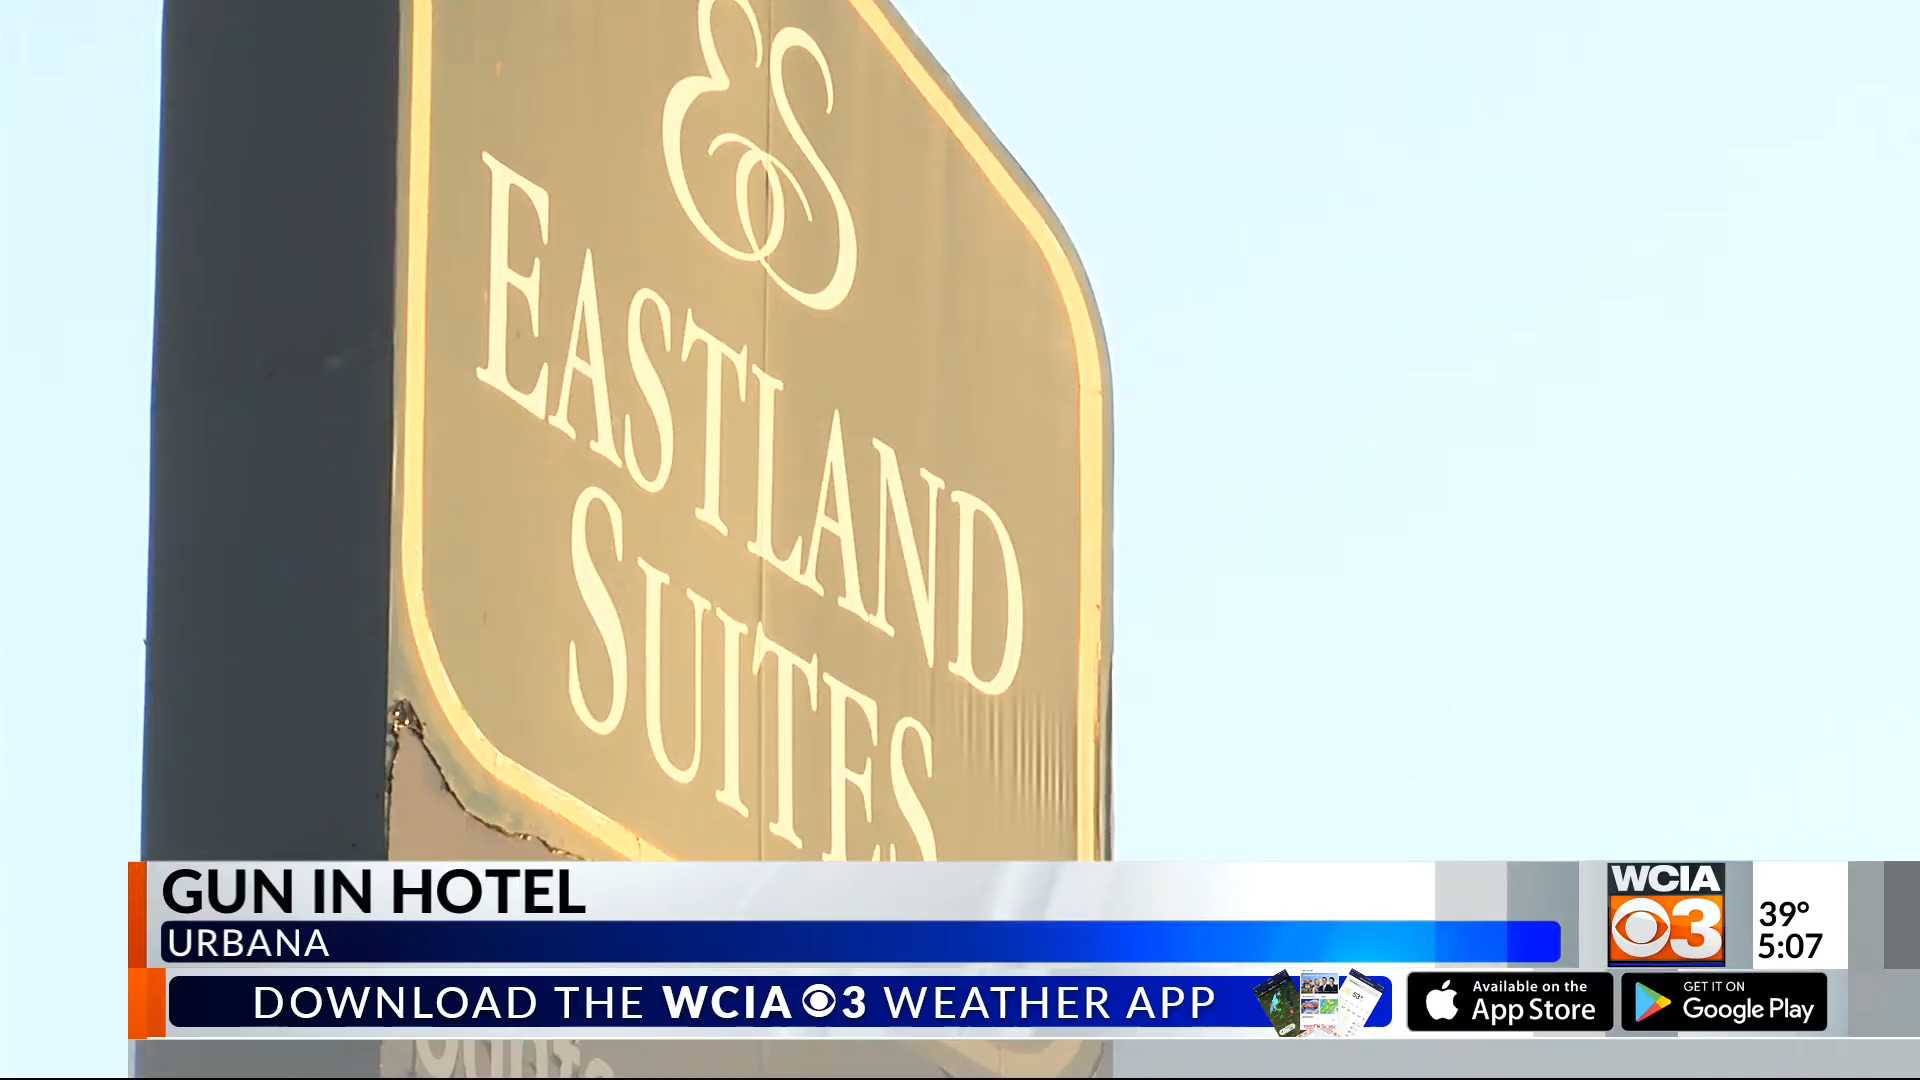 ES
EASTLAND
SUITES
GUN IN HOTEL
URBANA
WCIA
3
39°
5:07
DOWNLOAD THE WCIA 3 WEATHER APP
Available on the
App Store
GET IT ON
Google Play